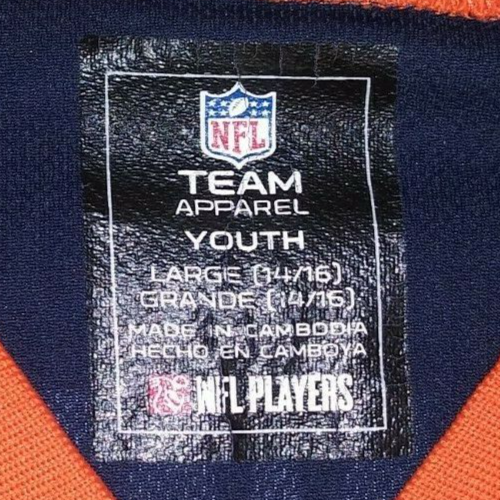 NFL
TEAM
APPAREL
YOUTH
LARGE (14/16)
GRANDE (14/16)
MADE IN CAMBODIA
HECHO EN CAMBOYA
NFL PLAYERS